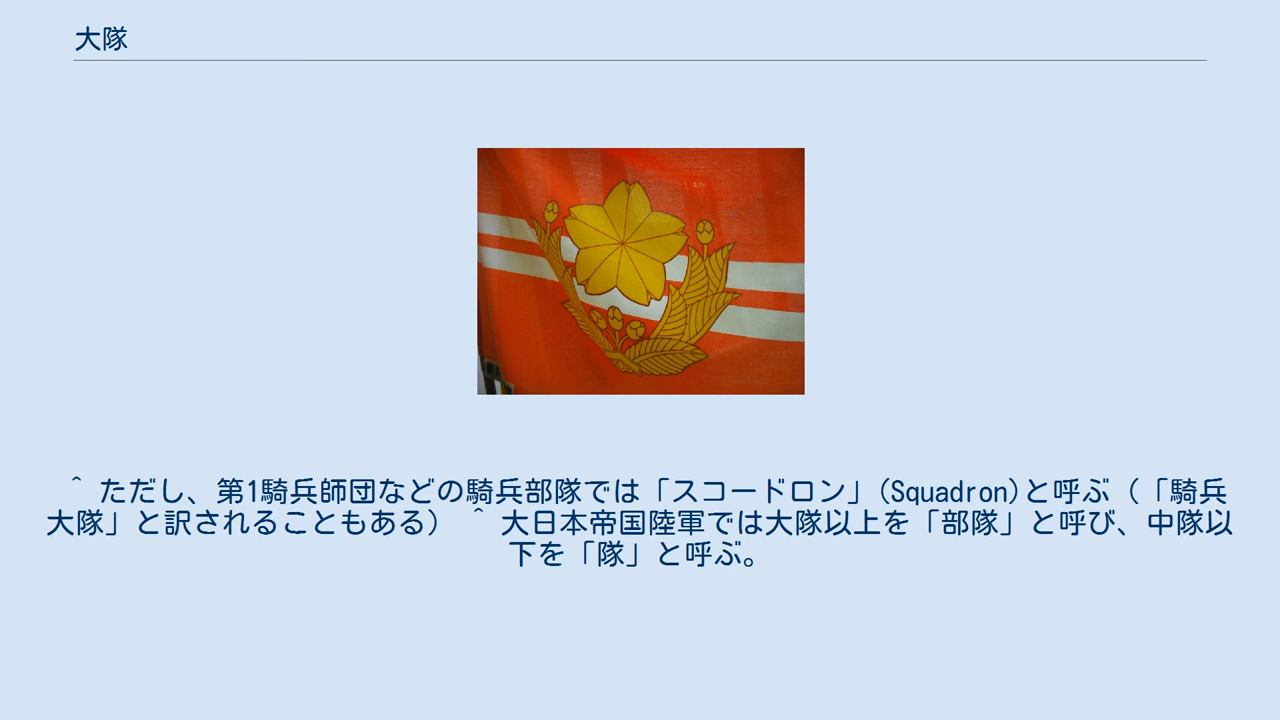 大隊
^ ただし、第1騎兵師団などの騎兵部隊では「スコードロン」(Squadron)と呼ぶ（「騎兵
大隊」と訳されることもある） ^ 大日本帝国陸軍では大隊以上を「部隊」と呼び、中隊以
下を「隊」と呼ぶ。